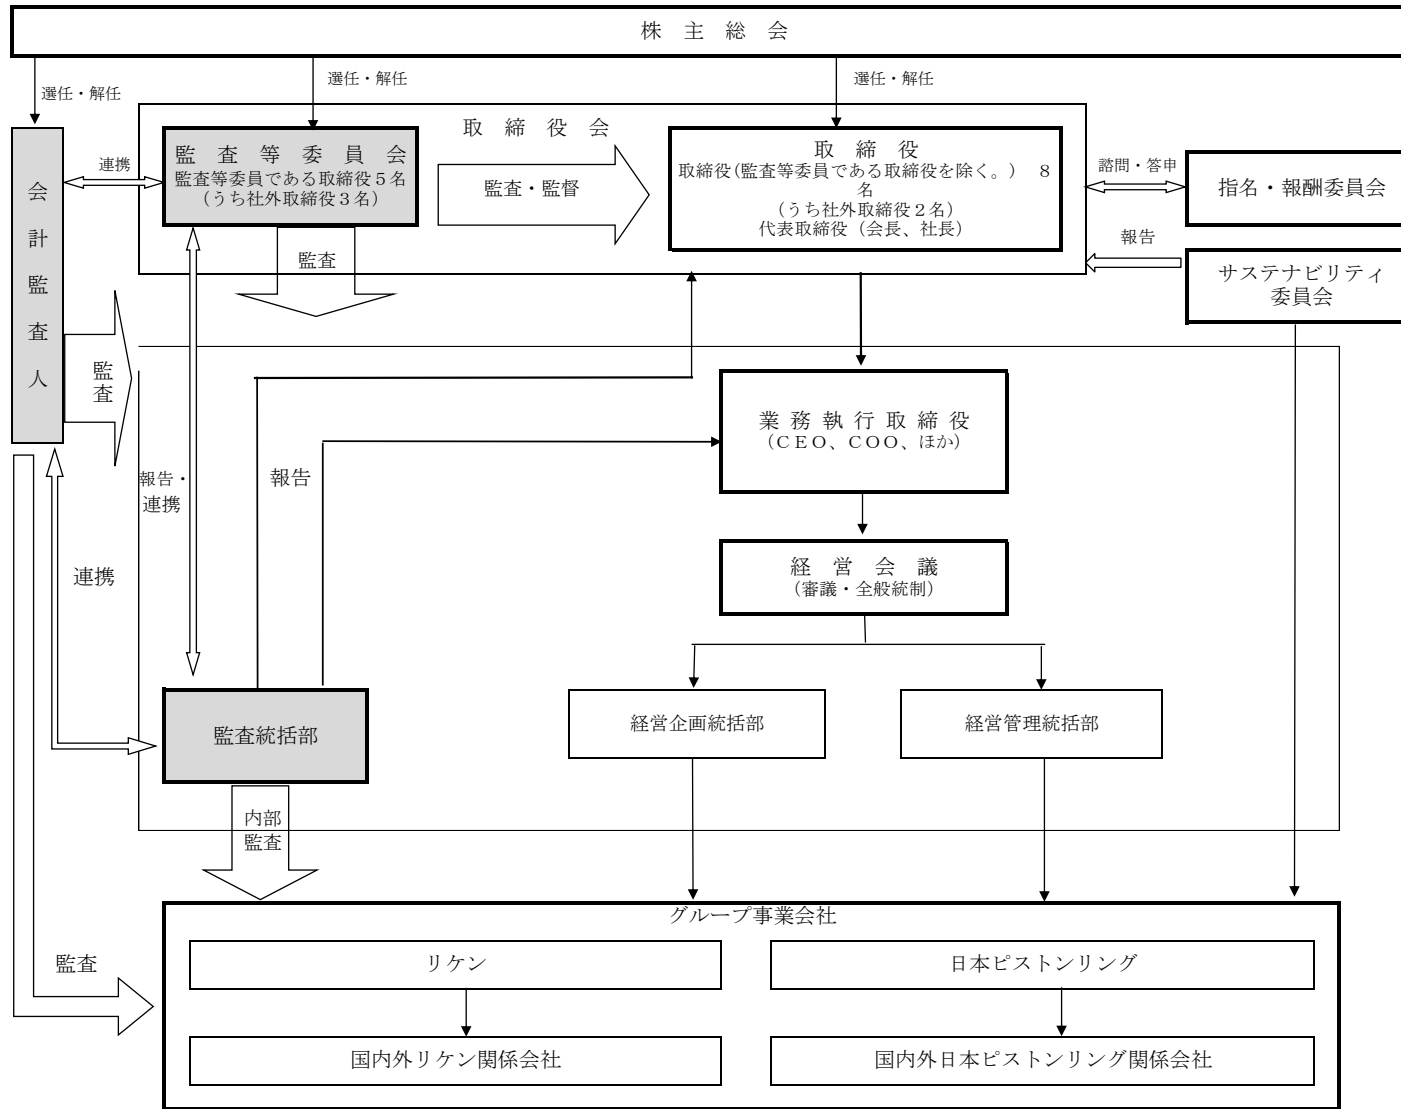 株 主 総 会
選任・解任
選任・解任
選任・解任
取 締 役 会
監 査 等 委 員 会
監査等委員である取締役５名
（うち社外取締役３名）
監査・監督
取 締 役
取締役(監査等委員である取締役を除く。) ８
名
（うち社外取締役２名）
代表取締役（会長、社長）
連携
会計監査人
諮問・答申
指名・報酬委員会
報告
サステナビリティ
委員会
監査
監
査
業 務 執 行 取 締 役
（ＣＥＯ、ＣＯＯ、ほか）
報告・
連携
報告
経 営 会 議
（審議・全般統制）
連携
監査統括部
経営企画統括部
経営管理統括部
内部
監査
グループ事業会社
監査
リケン
日本ピストンリング
国内外リケン関係会社
国内外日本ピストンリング関係会社